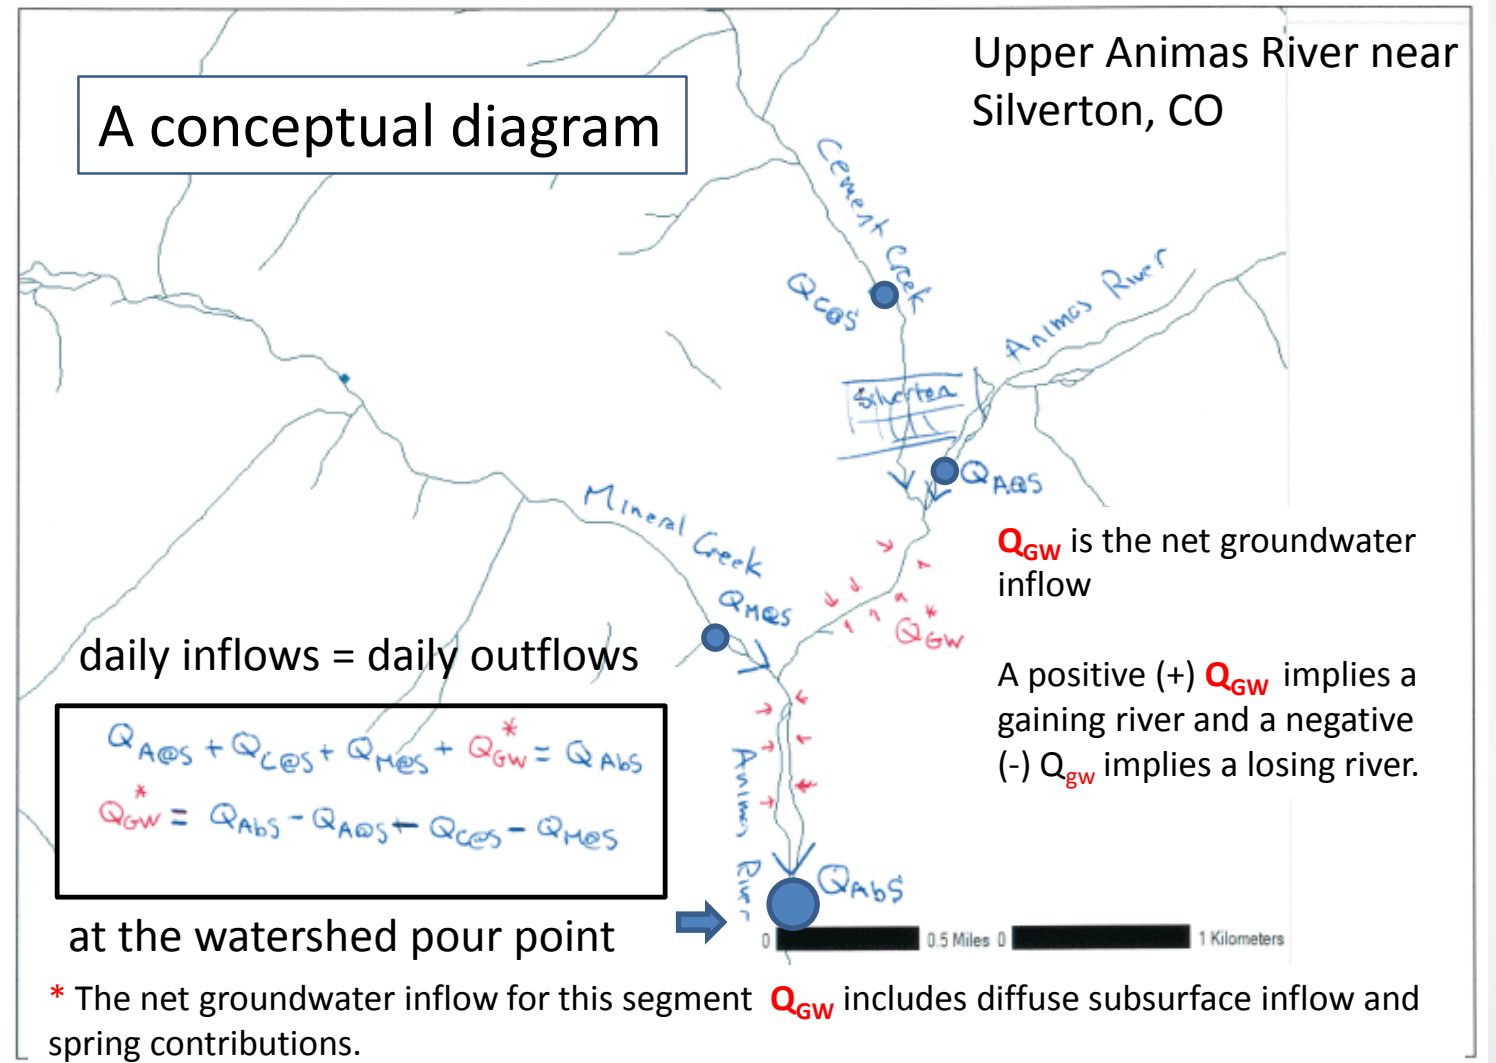 Upper Animas River near
Silverton, CO
A conceptual diagram
Cement Creek
QC@S
Animas River
Silverton
QA@S
Mineral Creek
QM@S
QGW is the net groundwater
inflow
QGW*
daily inflows = daily outflows
A positive (+) QGW implies a
gaining river and a negative
(-) Qgw implies a losing river.
QA@S + QC@S + QM@S + QGW* = QAbS
QGW* = QAbS - QA@S - QC@S - QM@S
Animas River
QAbS
at the watershed pour point
0 0.5 Miles 0 1 Kilometers
* The net groundwater inflow for this segment QGW includes diffuse subsurface inflow and
spring contributions.